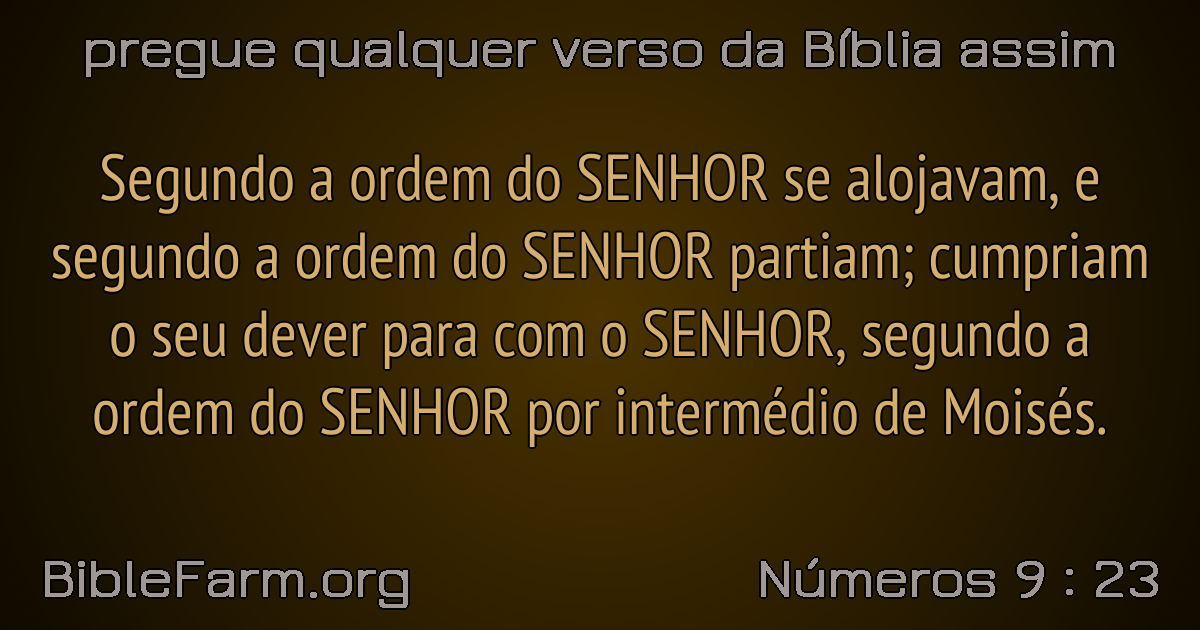 pregue qualquer verso da Bíblia assim
Segundo a ordem do SENHOR se alojavam, e
segundo a ordem do SENHOR partiam; cumpriam
o seu dever para com o SENHOR, segundo a
ordem do SENHOR por intermédio de Moisés.
BibleFarm.org
Números 9 : 23